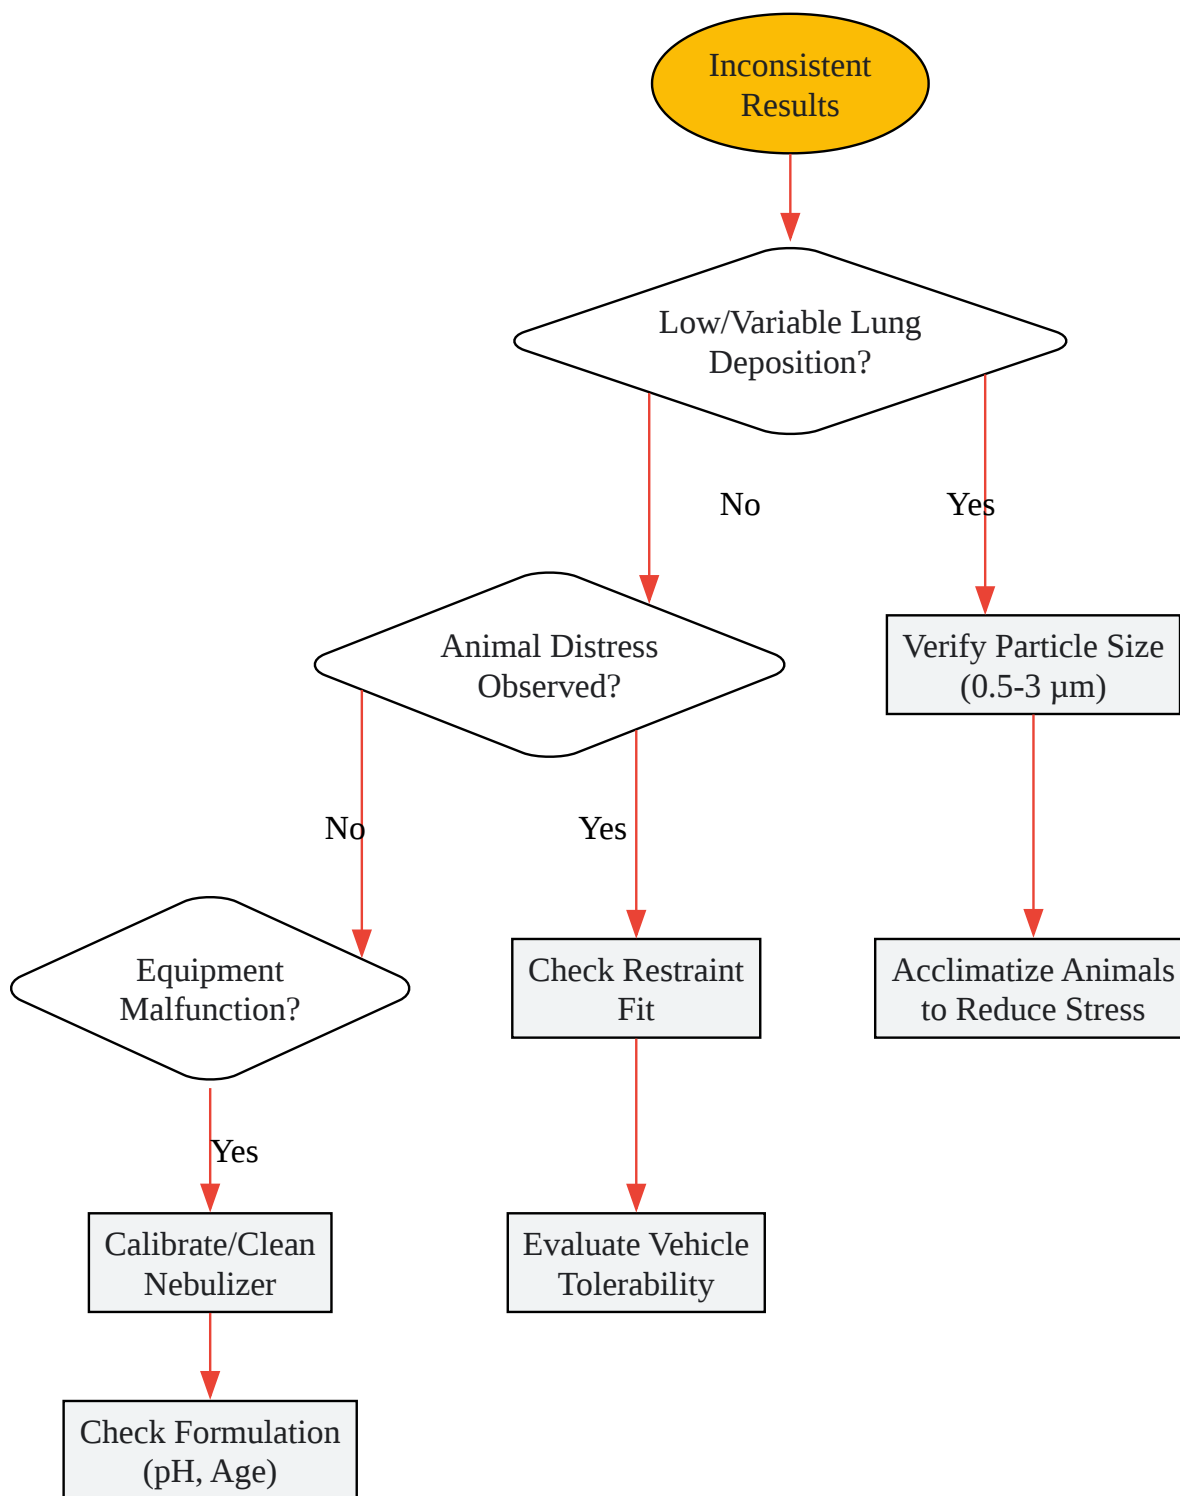 Inconsistent
Results
Low/Variable Lung
Deposition?
No
Yes
Animal Distress
Observed?
Verify Particle Size
(0.5-3 µm)
No
Yes
Equipment
Malfunction?
Check Restraint
Fit
Acclimatize Animals
to Reduce Stress
Yes
Calibrate/Clean
Nebulizer
Evaluate Vehicle
Tolerability
Check Formulation
(pH, Age)